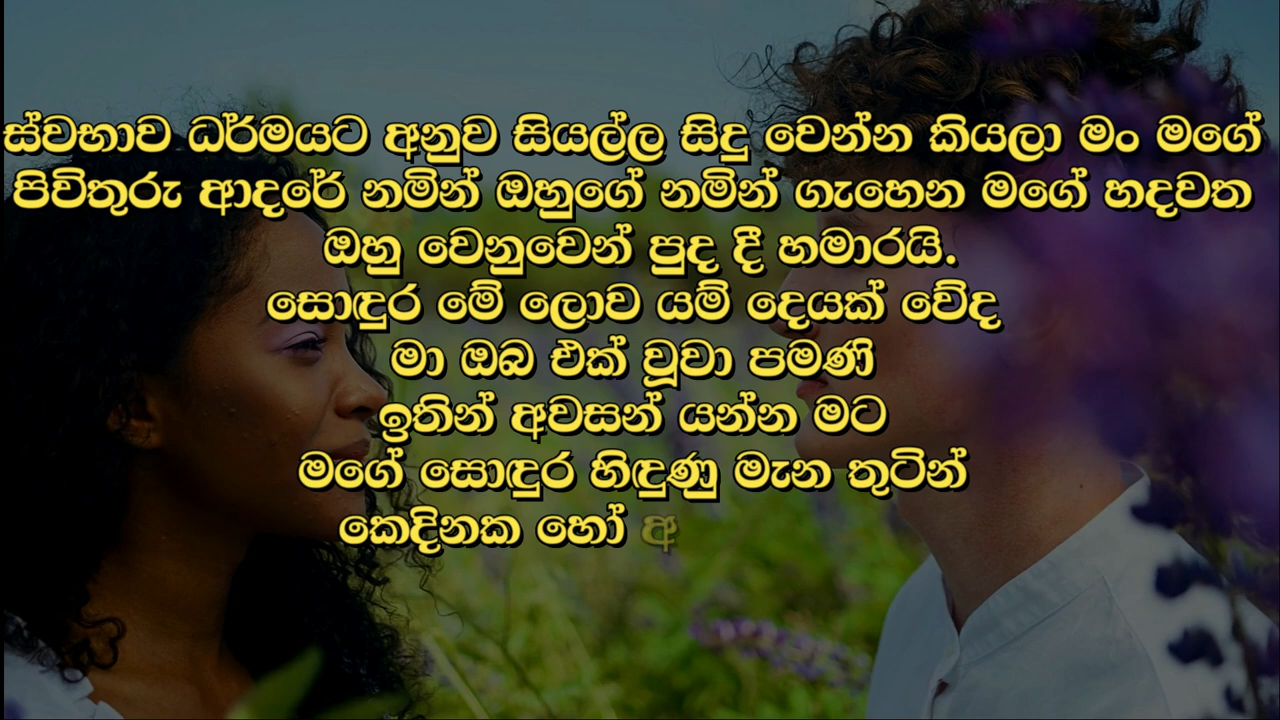 ස්වභාව ධර්මයට අනුව සියල්ල සිදු වෙන්න කියලා මං මගේ
පිවිතුරු ආදරේ නමින් ඔහුගේ නමින් ගැහෙන මගේ හදවත
ඔහු වෙනුවෙන් පුද දී හමාරයි.
සොඳුර මේ ලොව යම් දෙයක් වේද
මා ඔබ එක් වූවා පමණි
ඉතින් අවසන් යන්න මට
මගේ සොඳුර හිඳුණු මැන තුටින්
කෙදිනක හෝ අ